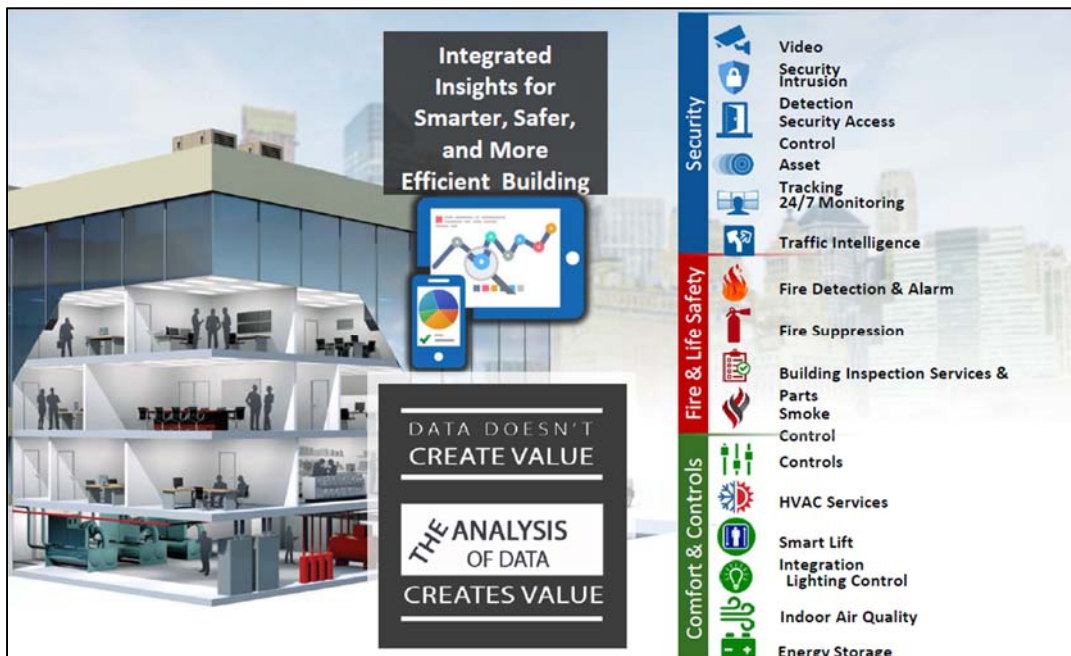 Integrated
Insights for
Smarter, Safer,
and More
Efficient Building
DATA DOESN'T
CREATE VALUE
THE ANALYSIS
OF DATA
CREATES VALUE
Security
Video
Security
Intrusion
Detection
Security Access
Control
Asset
Tracking
24/7 Monitoring
Traffic Intelligence
Fire & Life Safety
Fire Detection & Alarm
Fire Suppression
Building Inspection Services &
Parts
Smoke
Control
Comfort & Controls
Controls
HVAC Services
Smart Lift
Integration
Lighting Control
Indoor Air Quality
Energy Storage